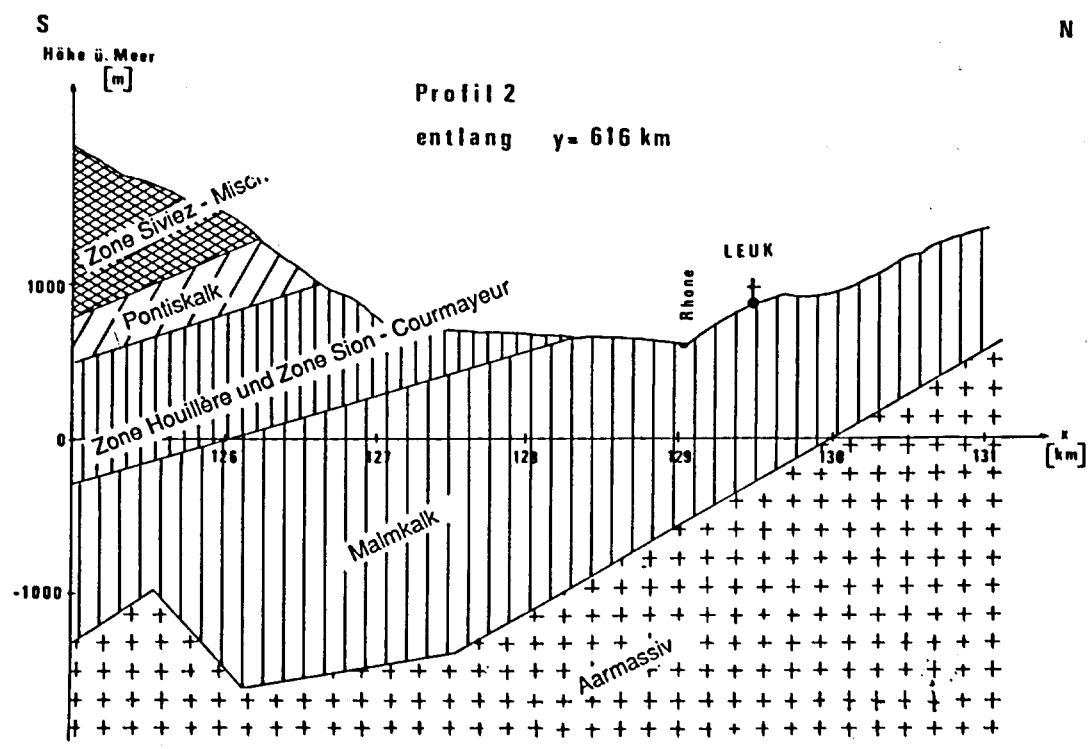 S
N
Höhe ü. Meer
[m]
Profil 2
entlang y= 616 km
Zone Siviez - Misch.
LEUK
Rhone
1000
Pontiskalk
Zone Houillère und Zone Sion - Courmayeur
0
126
127
128
129
130
131
x
[km]
Malmkalk
-1000
Aarmassiv